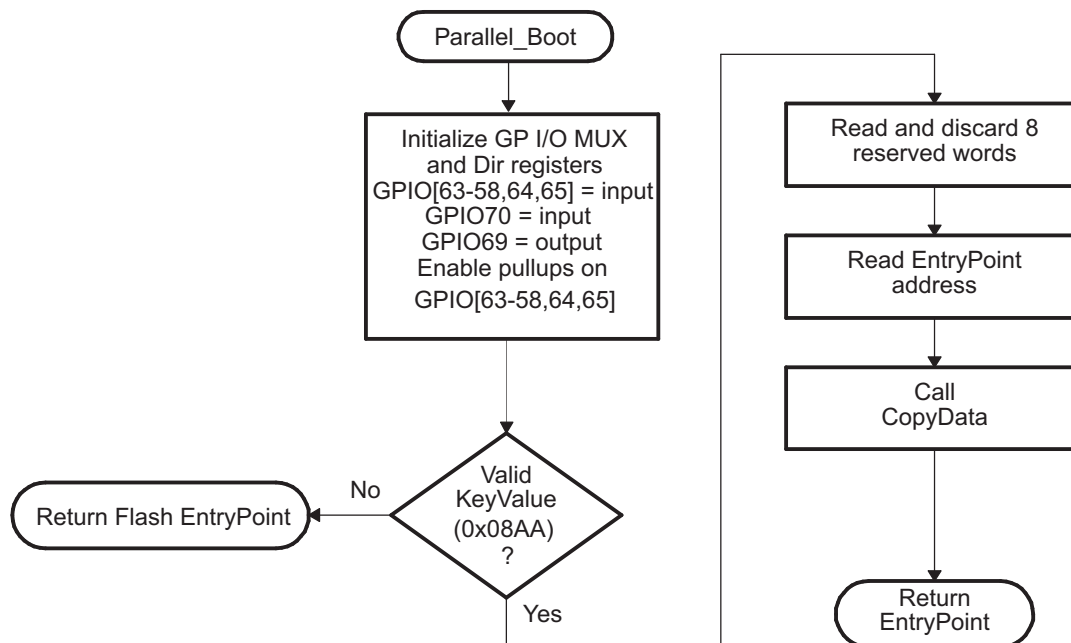 Parallel_Boot
Initialize GP I/O MUX
and Dir registers
GPIO[63-58,64,65] = input
GPIO70 = input
GPIO69 = output
Enable pullups on
GPIO[63-58,64,65]
Valid
KeyValue
(0x08AA)
?
No
Return Flash EntryPoint
Yes
Read and discard 8
reserved words
Read EntryPoint
address
Call
CopyData
Return
EntryPoint